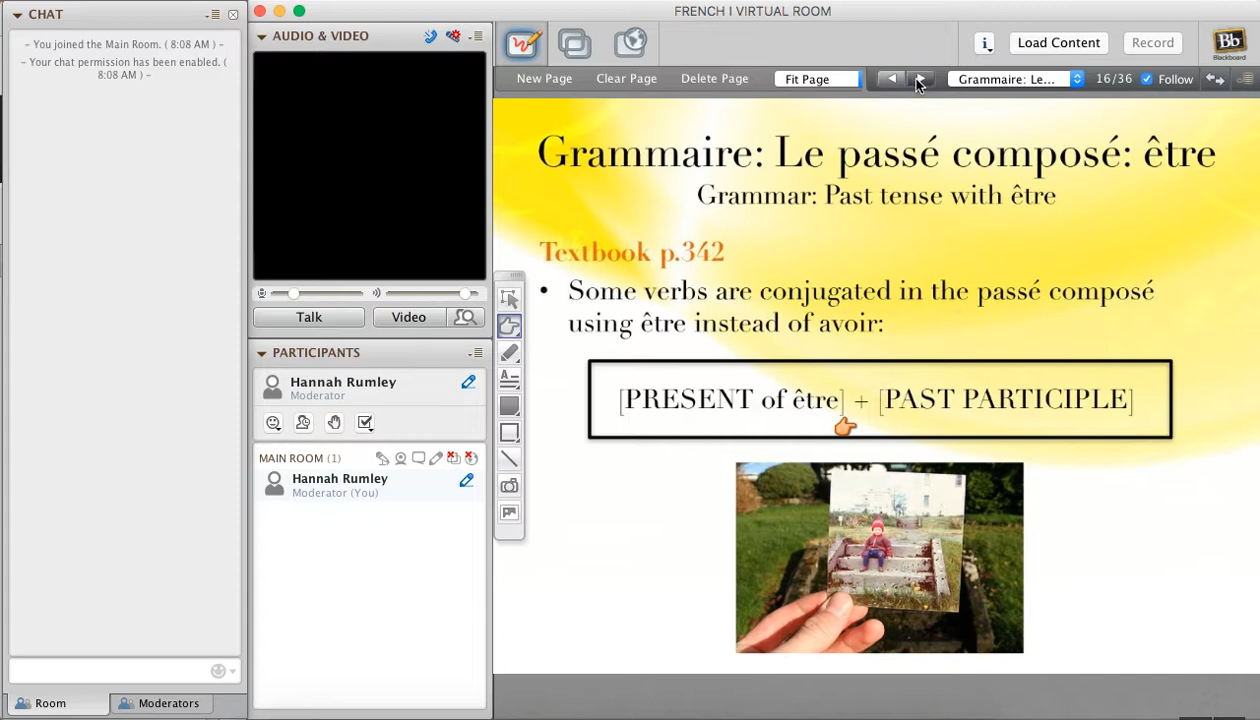 CHAT
– You joined the Main Room. ( 8:08 AM ) –
– Your chat permission has been enabled. (
8:08 AM ) –
Room
Moderators
FRENCH I VIRTUAL ROOM
AUDIO & VIDEO
Talk
Video
PARTICIPANTS
Hannah Rumley
Moderator
MAIN ROOM (1)
Hannah Rumley
Moderator (You)
i
Load Content
Record
Bb
Blackboard
New Page
Clear Page
Delete Page
Fit Page
Grammaire: Le...
16/36
Follow
Grammaire: Le passé composé: être
Grammar: Past tense with être
Textbook p.342
• Some verbs are conjugated in the passé composé
using être instead of avoir:
[PRESENT of être] + [PAST PARTICIPLE]